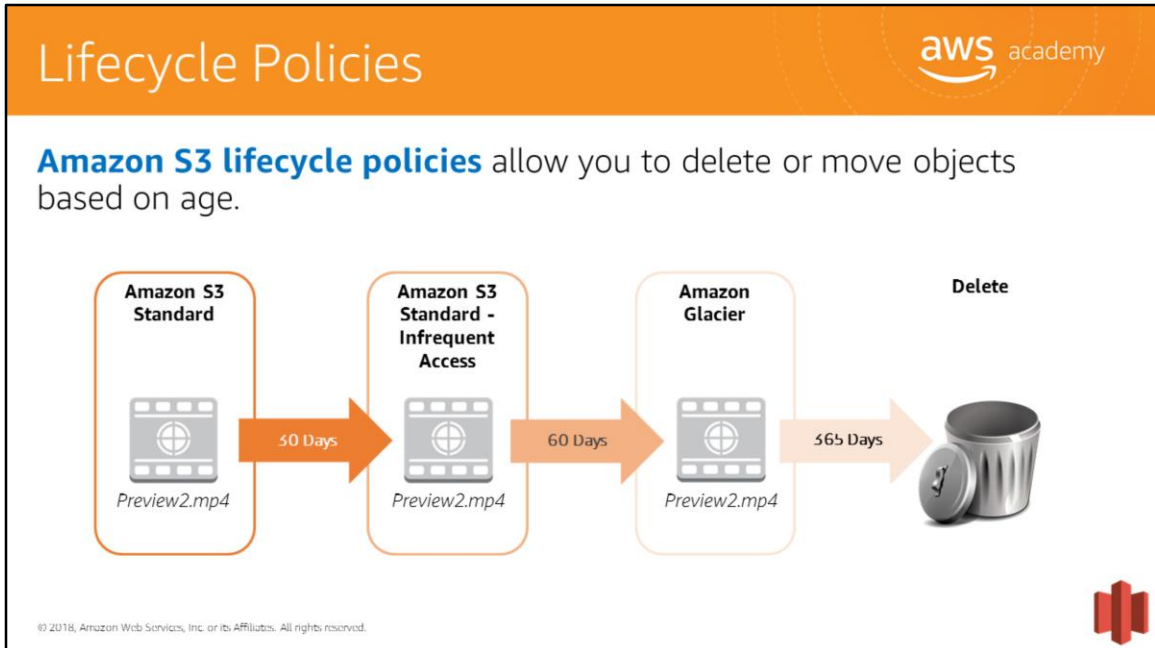 Lifecycle Policies
aws academy
Amazon S3 lifecycle policies allow you to delete or move objects
based on age.
Amazon S3
Standard
Amazon S3
Standard -
Infrequent
Access
Amazon
Glacier
Delete
30 Days
60 Days
365 Days
Preview2.mp4
Preview2.mp4
Preview2.mp4
© 2018, Amazon Web Services, Inc. or its Affiliates. All rights reserved.